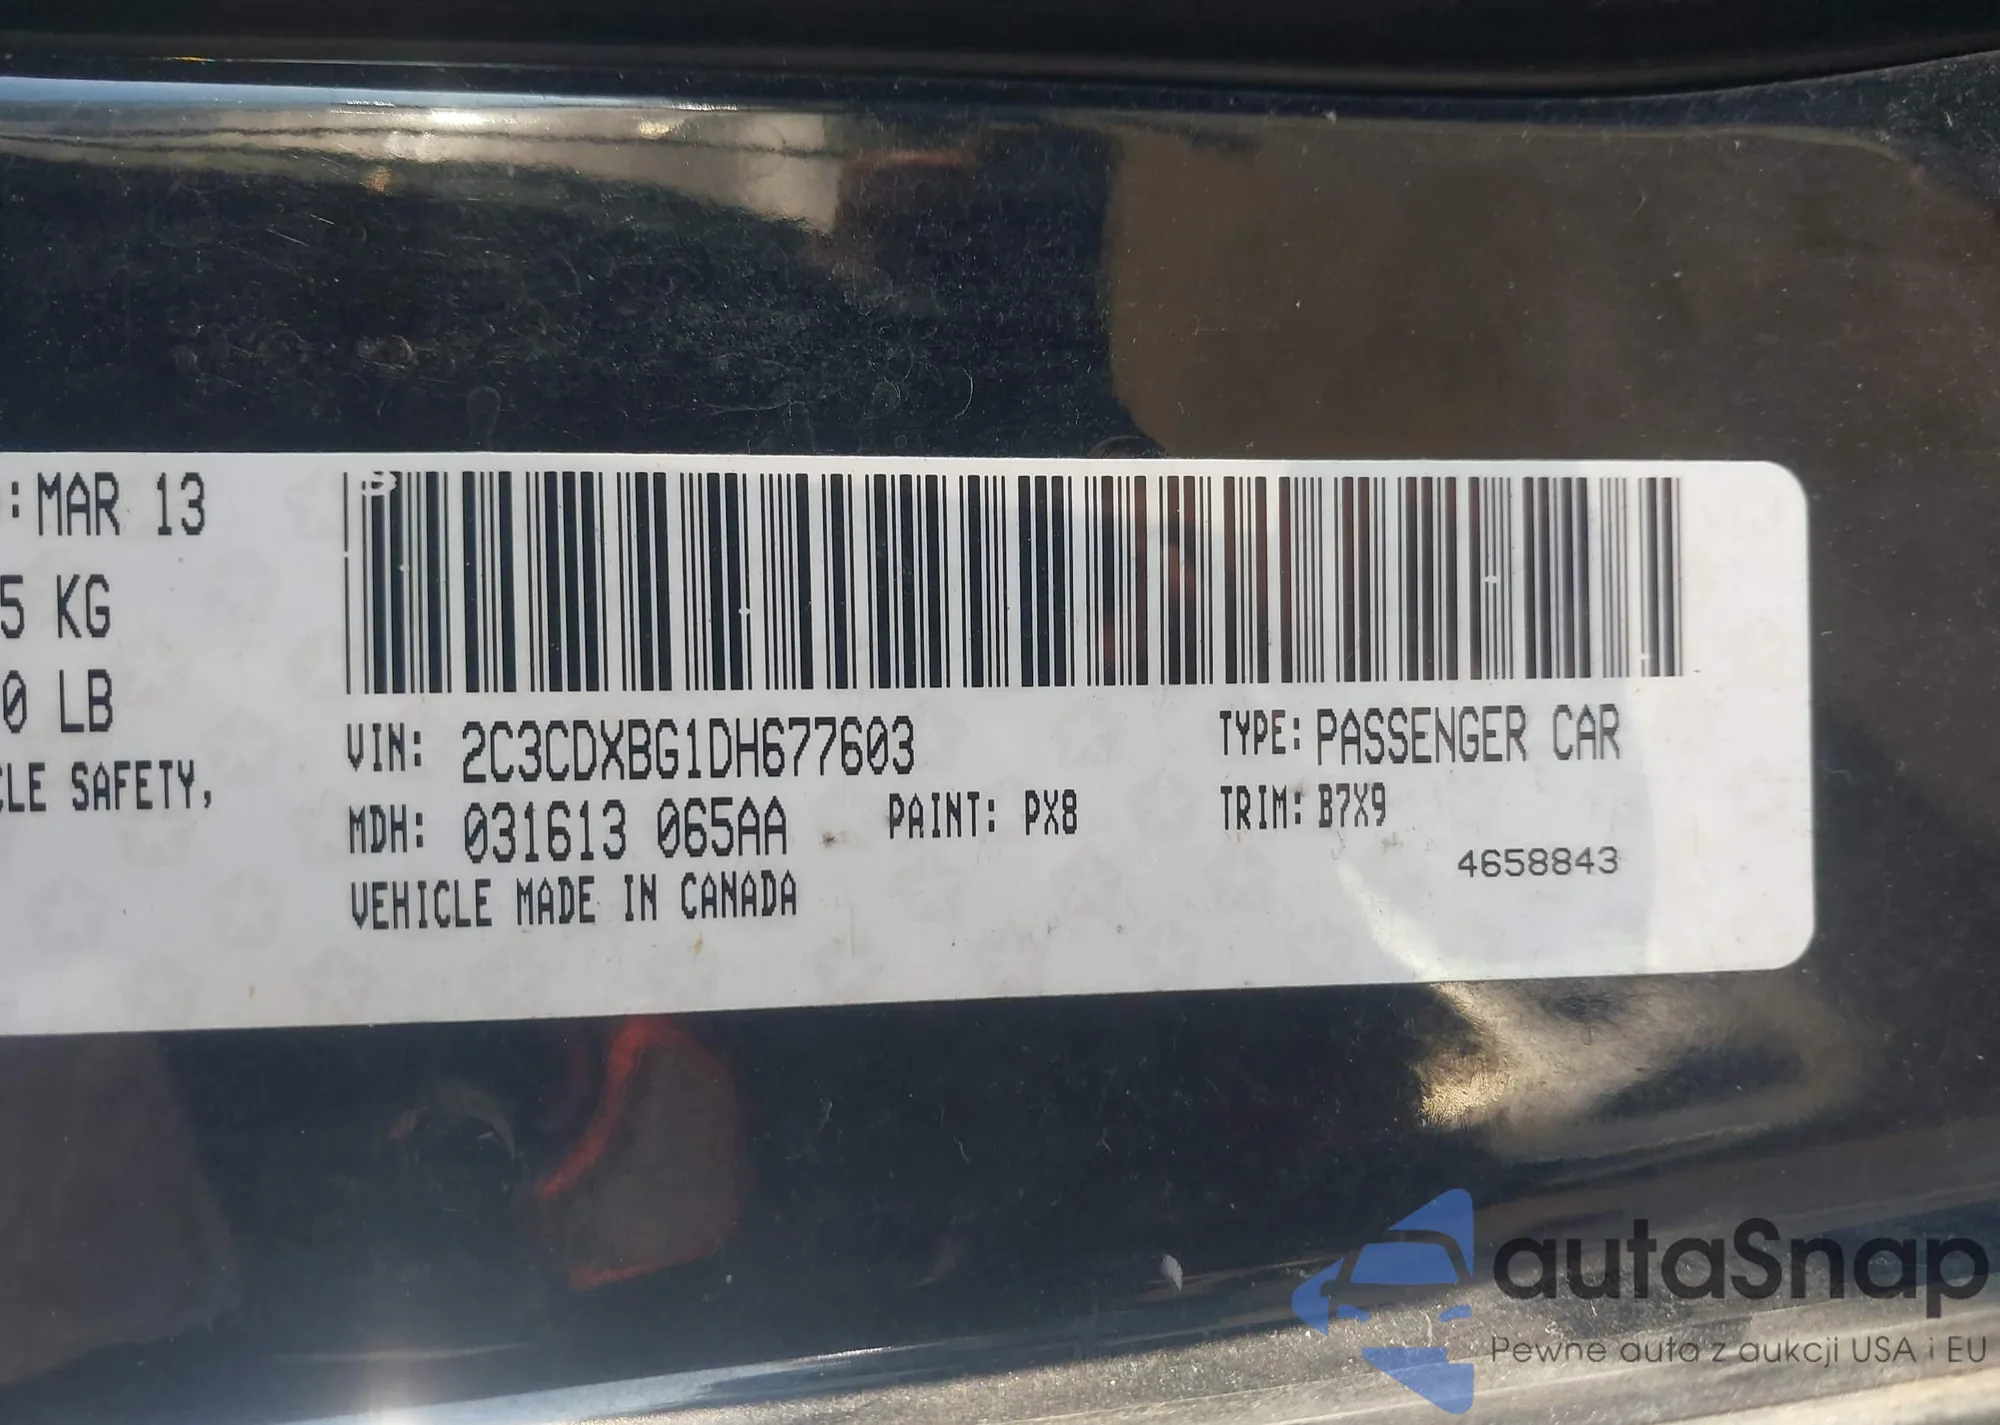 :MAR 13
5 KG
0 LB
CLE SAFETY,
VIN: 2C3CDXBG1DH677603
TYPE: PASSENGER CAR
MDH: 031613 065AA
PAINT: PX8
TRIM: B7X9
4658843
VEHICLE MADE IN CANADA
autaSnap
Pewne auta z aukcji USA i EU